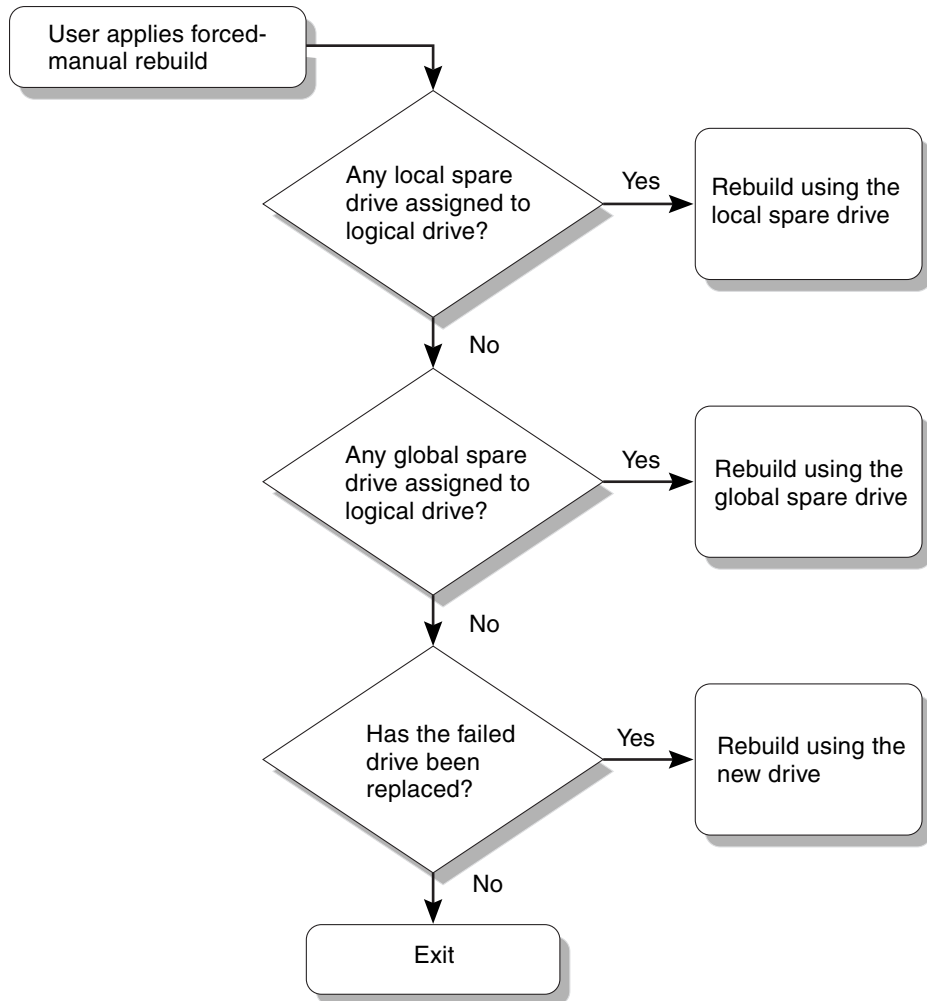 User applies forced-
manual rebuild
Any local spare
drive assigned to
logical drive?
Yes
Rebuild using the
local spare drive
No
Any global spare
drive assigned to
logical drive?
Yes
Rebuild using the
global spare drive
No
Has the failed
drive been
replaced?
Yes
Rebuild using the
new drive
No
Exit